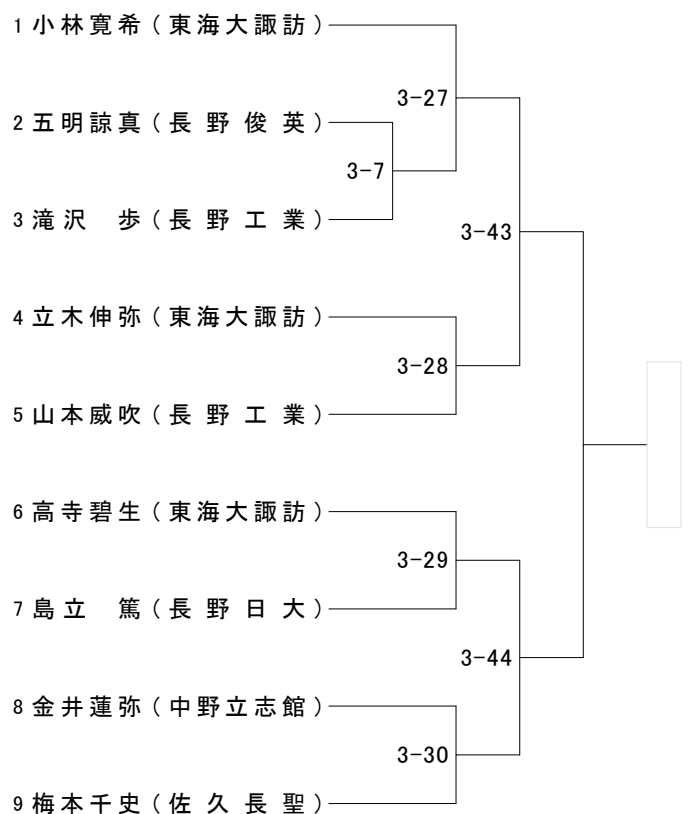 1 小林寛希(東海大諏訪)
3-27
2 五明諒真(長野俊英)
3-7
3 滝沢 歩(長野工業)
3-43
4 立木伸弥(東海大諏訪)
3-28
5 山本威吹(長野工業)
6 高寺碧生(東海大諏訪)
3-29
7 島立 篤(長野日大)
3-44
8 金井蓮弥(中野立志館)
3-30
9 梅本千史(佐久長聖)